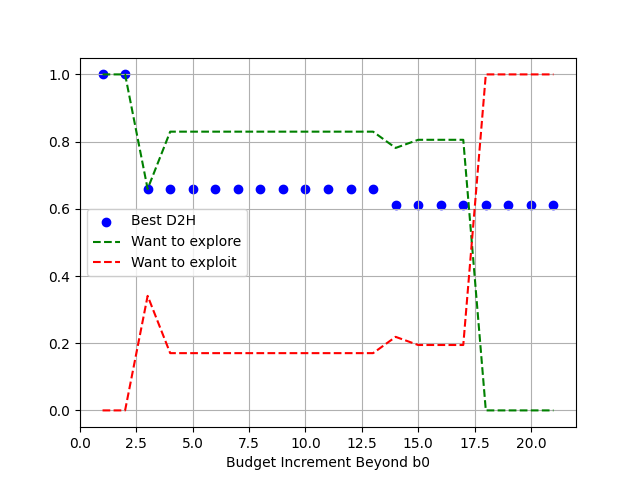 1.0
0.8
0.6
0.4
0.2
0.0
Best D2H
Want to explore
Want to exploit
0.0 2.5 5.0 7.5 10.0 12.5 15.0 17.5 20.0
Budget Increment Beyond b0